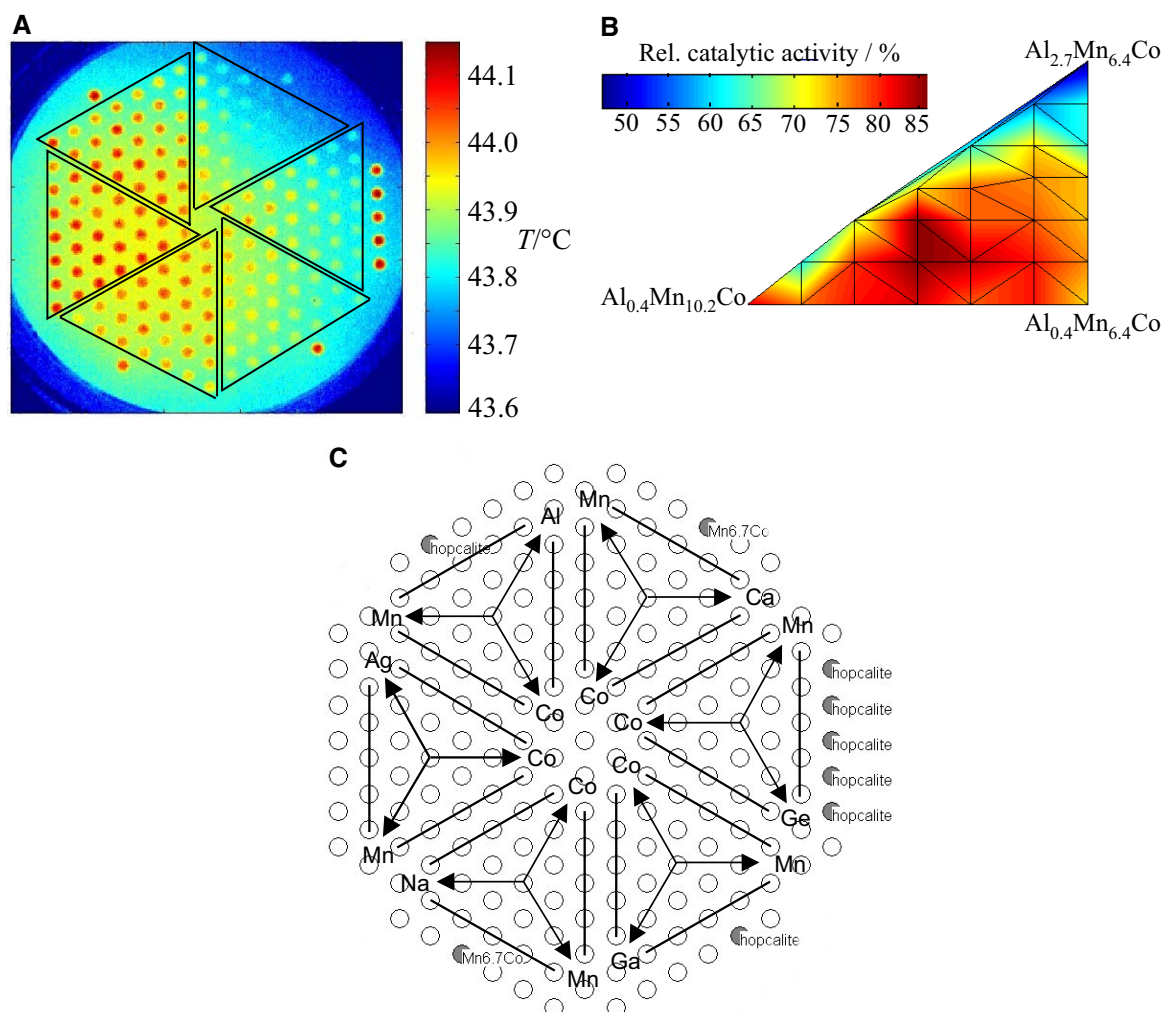 A
44.1
44.0
43.9
43.8
43.7
43.6
T/°C
B
Rel. catalytic activity / %
50 55 60 65 70 75 80 85
Al2.7Mn6.4Co
Al0.4Mn10.2Co
Al0.4Mn6.4Co
C
Al Mn
hopcalite Mn6.7Co
Mn Ca
Mn
Ag hopcalite
Co Co Co hopcalite
Co Co hopcalite
Co hopcalite
Ge hopcalite
Mn Mn
Na
hopcalite
Mn6.7Co Ga
Mn